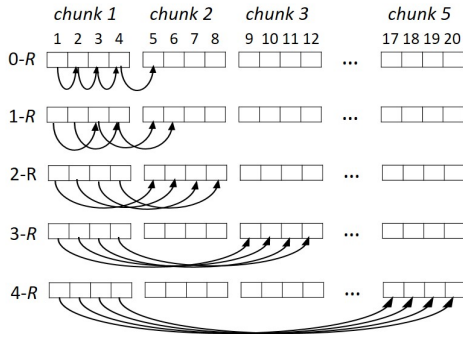 chunk 1 chunk 2 chunk 3 chunk 5
1 2 3 4 5 6 7 8 9 10 11 12 17 18 19 20
0-R ...
1-R ...
2-R ...
3-R ...
4-R ...